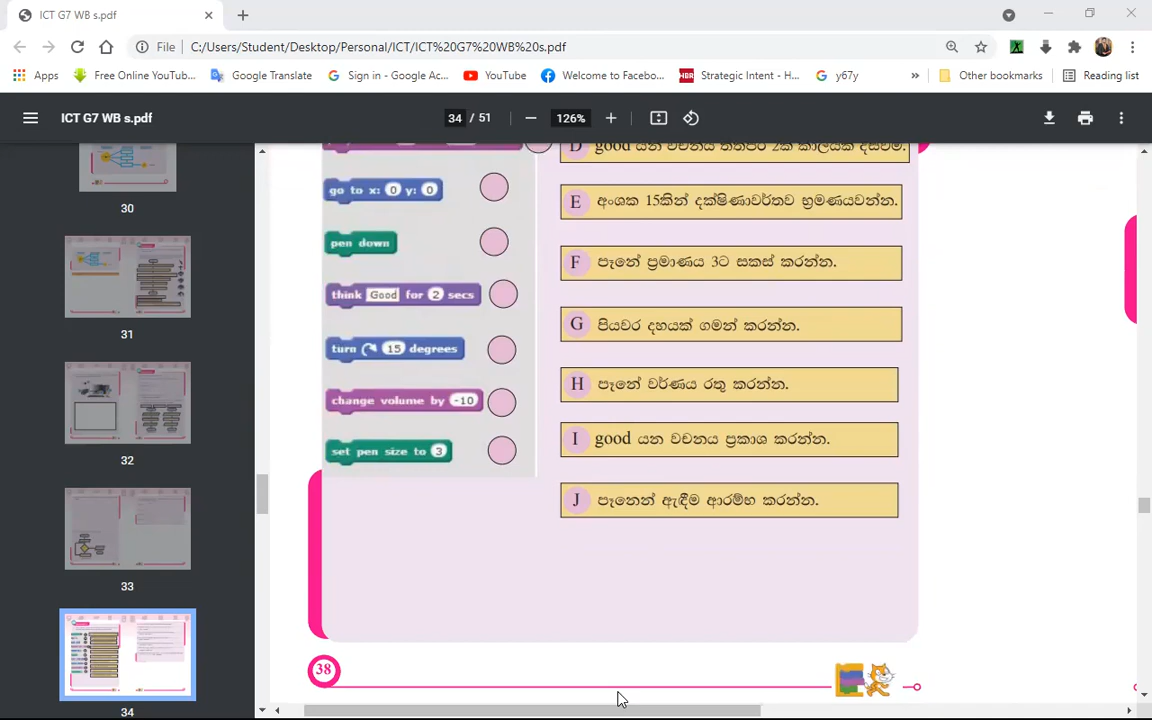 ICT G7 WB s.pdf
File C:/Users/Student/Desktop/Personal/ICT/ICT%20G7%20WB%20s.pdf
Apps Free Online YouTub... Google Translate Sign in - Google Ac... YouTube Welcome to Facebo... HBR Strategic Intent - H... y67y » Other bookmarks Reading list
ICT G7 WB s.pdf 34 / 51 126%
30
31
32
33
34
go to x: 0 y: 0
pen down
think Good for 2 secs
turn 15 degrees
change volume by -10
set pen size to 3
D good යන වචනය තත්පර 2ක කාලයක් දිස්වීම.
E අංශක 15කින් දක්ෂිණාවර්තව භ්‍රමණයවන්න.
F පෑනේ ප්‍රමාණය 3ට සකස් කරන්න.
G පියවර දහයක් ගමන් කරන්න.
H පෑනේ වර්ණය රතු කරන්න.
I good යන වචනය ප්‍රකාශ කරන්න.
J පෑනෙන් ඇඳීම ආරම්භ කරන්න.
38